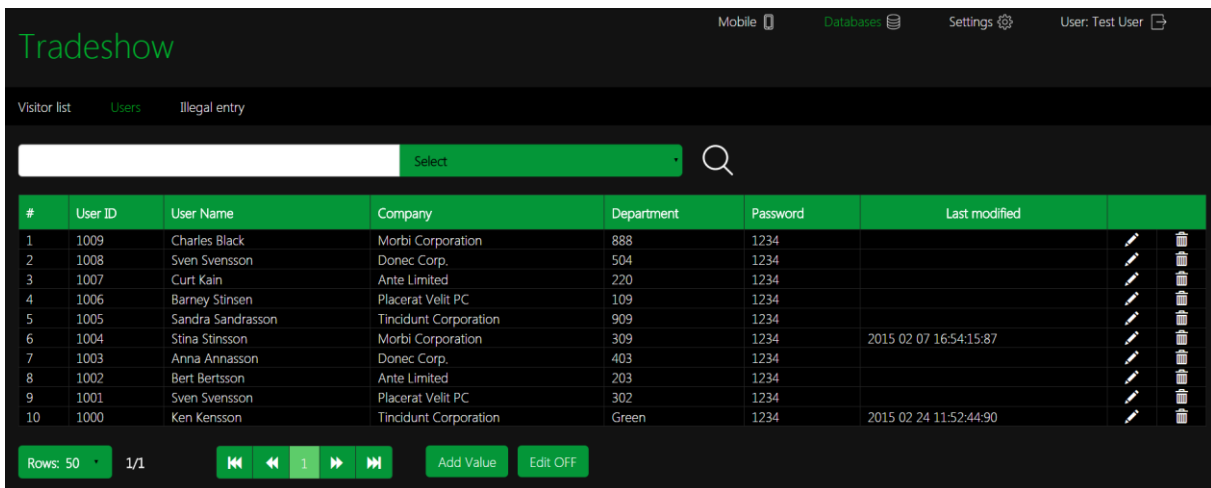 Mobile Databases Settings User: Test User
Tradeshow
Visitor list Users Illegal entry
Select
# User ID User Name Company Department Password Last modified
1 1009 Charles Black Morbi Corporation 888 1234
2 1008 Sven Svensson Donec Corp. 504 1234
3 1007 Curt Kain Ante Limited 220 1234
4 1006 Barney Stinsen Placerat Velit PC 109 1234
5 1005 Sandra Sandrasson Tincidunt Corporation 909 1234
6 1004 Stina Stinsson Morbi Corporation 309 1234 2015 02 07 16:54:15:87
7 1003 Anna Annasson Donec Corp. 403 1234
8 1002 Bert Bertsson Ante Limited 203 1234
9 1001 Sven Svensson Placerat Velit PC 302 1234
10 1000 Ken Kensson Tincidunt Corporation Green 1234 2015 02 24 11:52:44:90
Rows: 50 1/1 1 Add Value Edit OFF